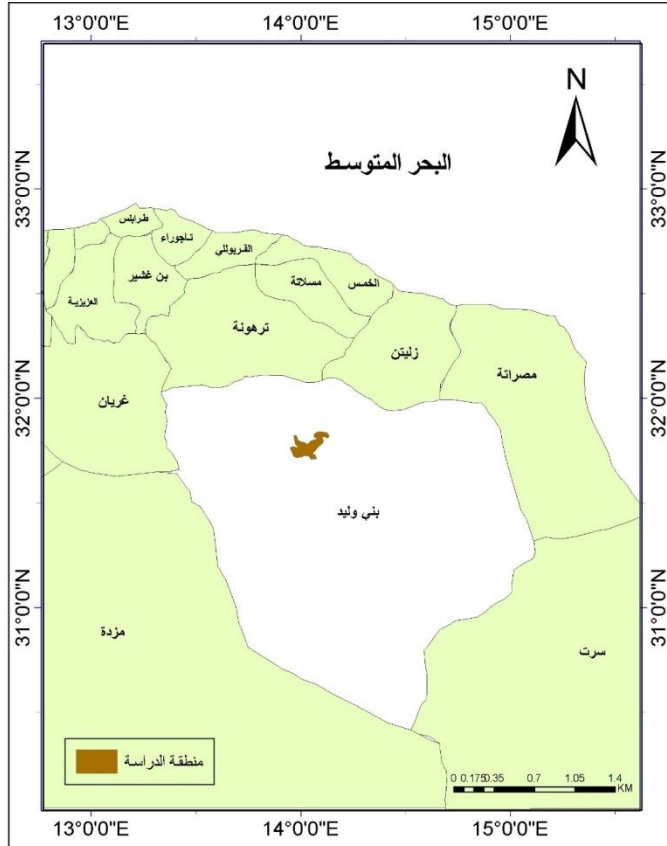 13°0'0"E 14°0'0"E 15°0'0"E
N
البحر المتوسط
33°0'0"N 33°0'0"N
طرابلس
تاجوراء
القربوللي
بن غشير
مسلاتة
الخمس
العزيزية
ترهونة
زليتن
مصراتة
32°0'0"N 32°0'0"N
غريان
بني وليد
31°0'0"N 31°0'0"N
مزدة
سرت
منطقة الدراسة
0 0.175 0.35 0.7 1.05 1.4
KM
13°0'0"E 14°0'0"E 15°0'0"E